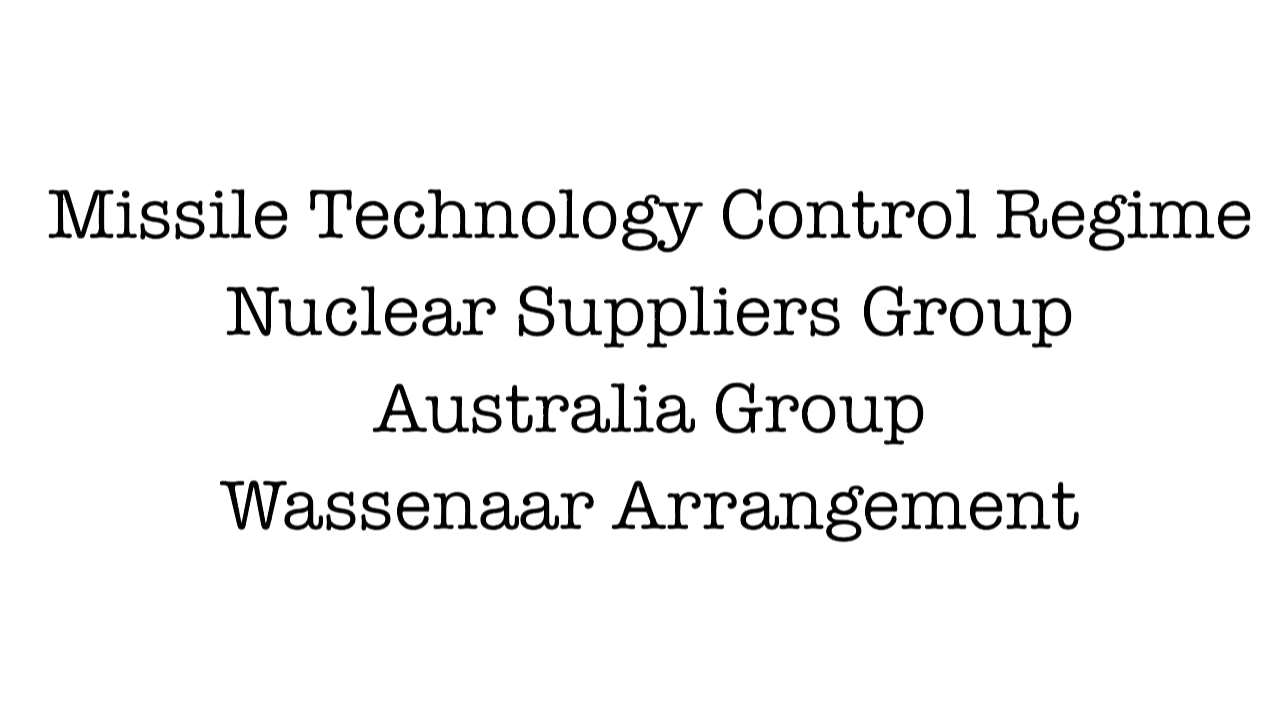 Missile Technology Control Regime
Nuclear Suppliers Group
Australia Group
Wassenaar Arrangement